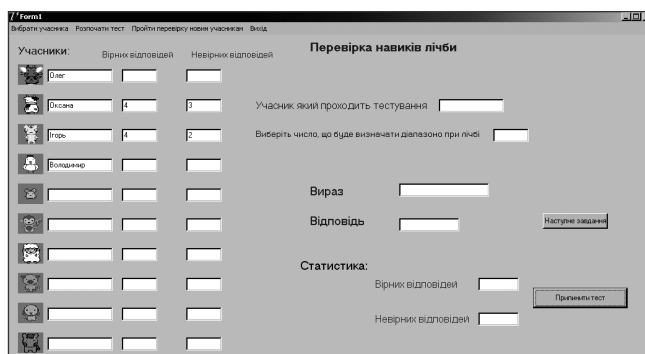 Form1
Вибрати учасника Розпочати тест Пройти перевірку новим учасникам Вихід
Учасники: Вірних відповідей Невірних відповідей Перевірка навиків лічби
Олег
Оксана 4 3 Учасник який проходить тестування
Ігорь 4 2 Виберіть число, що буде визначати діапазоно при лічбі
Володимир
Вираз
Відповідь Наступне завдання
Статистика:
Вірних відповідей
Припинити тест
Невірних відповідей